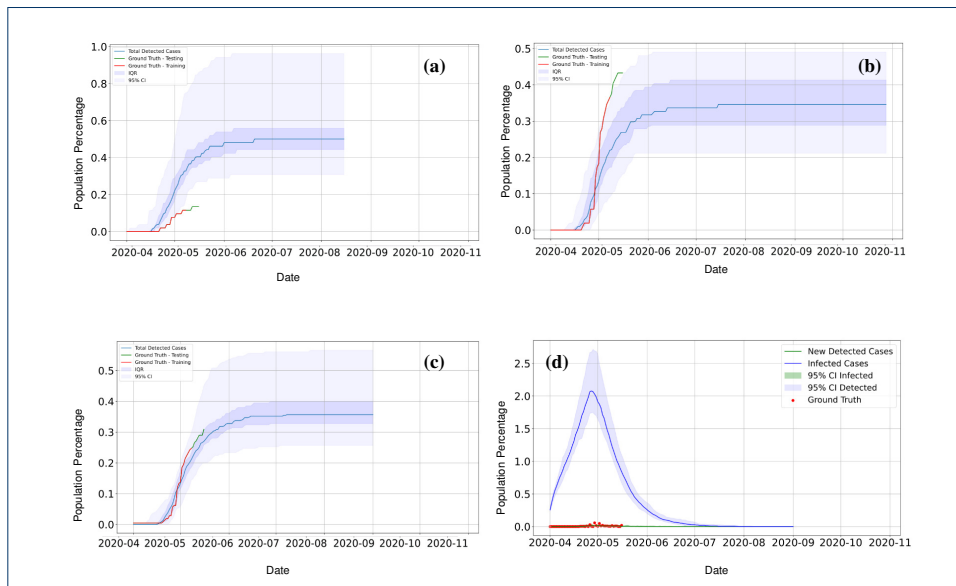 (a)
Total Detected Cases
Ground Truth - Testing
Ground Truth - Training
IQR
95% CI
1.0
0.8
0.6
0.4
0.2
0.0
Population Percentage
2020-04 2020-05 2020-06 2020-07 2020-08 2020-09 2020-10 2020-11
Date
(b)
Total Detected Cases
Ground Truth - Testing
Ground Truth - Training
IQR
95% CI
0.5
0.4
0.3
0.2
0.1
0.0
Population Percentage
2020-04 2020-05 2020-06 2020-07 2020-08 2020-09 2020-10 2020-11
Date
(c)
Total Detected Cases
Ground Truth - Testing
Ground Truth - Training
IQR
95% CI
0.5
0.4
0.3
0.2
0.1
0.0
Population Percentage
2020-04 2020-05 2020-06 2020-07 2020-08 2020-09 2020-10 2020-11
Date
(d)
New Detected Cases
Infected Cases
95% CI Infected
95% CI Detected
Ground Truth
2.5
2.0
1.5
1.0
0.5
0.0
Population Percentage
2020-04 2020-05 2020-06 2020-07 2020-08 2020-09 2020-10 2020-11
Date